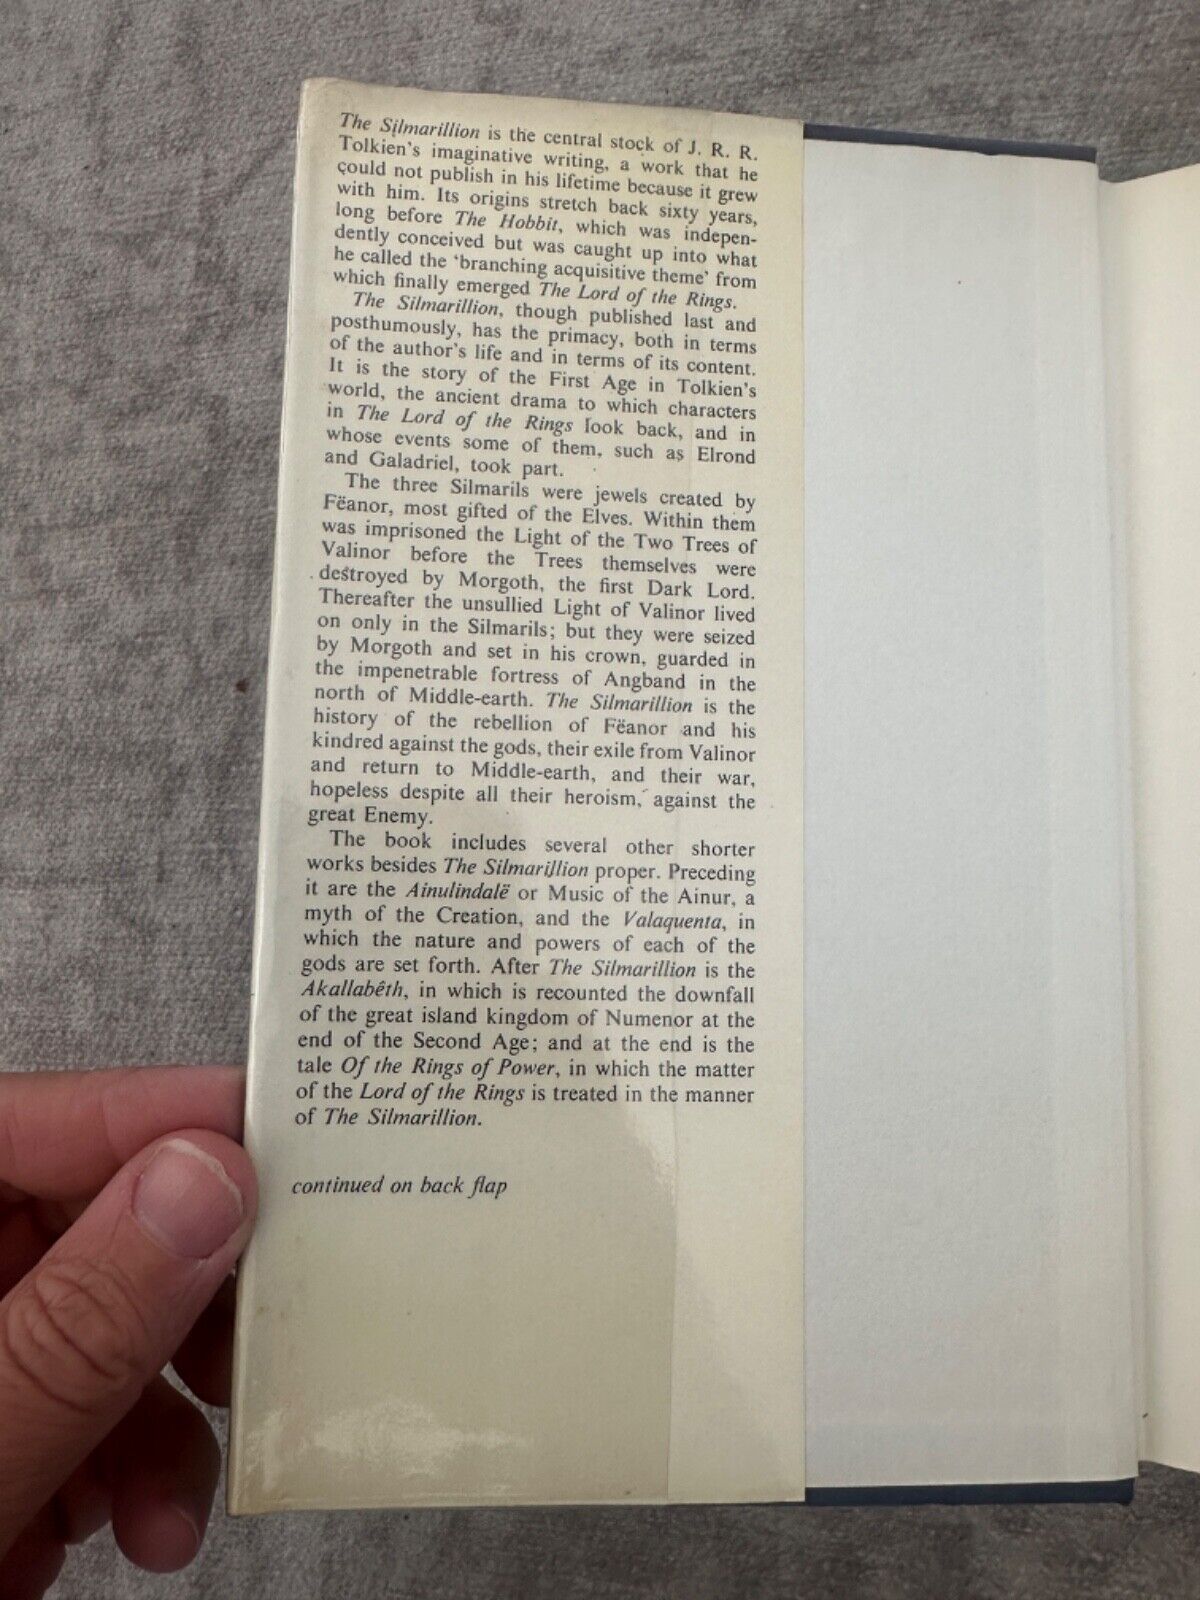 The Silmarillion is the central stock of J. R. R.
Tolkien's imaginative writing, a work that he
could not publish in his lifetime because it grew
with him. Its origins stretch back sixty years,
long before The Hobbit, which was indepen-
dently conceived but was caught up into what
he called the 'branching acquisitive theme' from
which finally emerged The Lord of the Rings.
The Silmarillion, though published last and
posthumously, has the primacy, both in terms
of the author's life and in terms of its content.
It is the story of the First Age in Tolkien's
world, the ancient drama to which characters
in The Lord of the Rings look back, and in
whose events some of them, such as Elrond
and Galadriel, took part.
The three Silmarils were jewels created by
Fëanor, most gifted of the Elves. Within them
was imprisoned the Light of the Two Trees of
Valinor before the Trees themselves were
destroyed by Morgoth, the first Dark Lord.
Thereafter the unsullied Light of Valinor lived
on only in the Silmarils; but they were seized
by Morgoth and set in his crown, guarded in
the impenetrable fortress of Angband in the
north of Middle-earth. The Silmarillion is the
history of the rebellion of Fëanor and his
kindred against the gods, their exile from Valinor
and return to Middle-earth, and their war,
hopeless despite all their heroism, against the
great Enemy.
The book includes several other shorter
works besides The Silmarillion proper. Preceding
it are the Ainulindalë or Music of the Ainur, a
myth of the Creation, and the Valaquenta, in
which the nature and powers of each of the
gods are set forth. After The Silmarillion is the
Akallabêth, in which is recounted the downfall
of the great island kingdom of Numenor at the
end of the Second Age; and at the end is the
tale Of the Rings of Power, in which the matter
of the Lord of the Rings is treated in the manner
of The Silmarillion.
continued on back flap